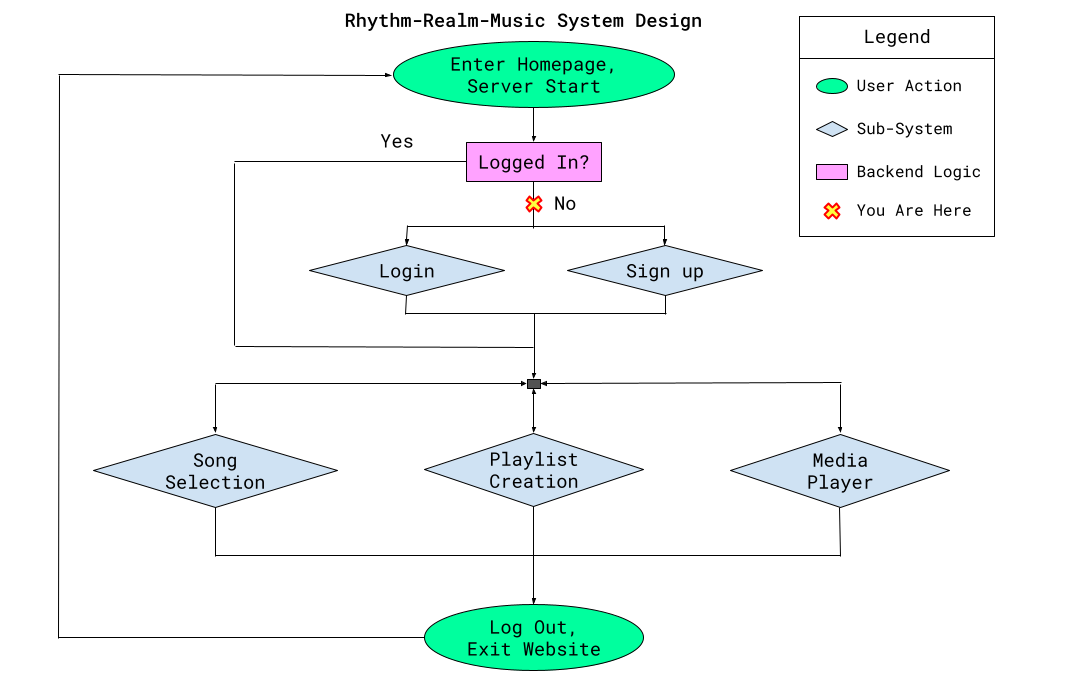 Rhythm-Realm-Music System Design
Legend
User Action
Sub-System
Backend Logic
You Are Here
Enter Homepage,
Server Start
Yes
Logged In?
No
Login
Sign up
Song
Selection
Playlist
Creation
Media
Player
Log Out,
Exit Website